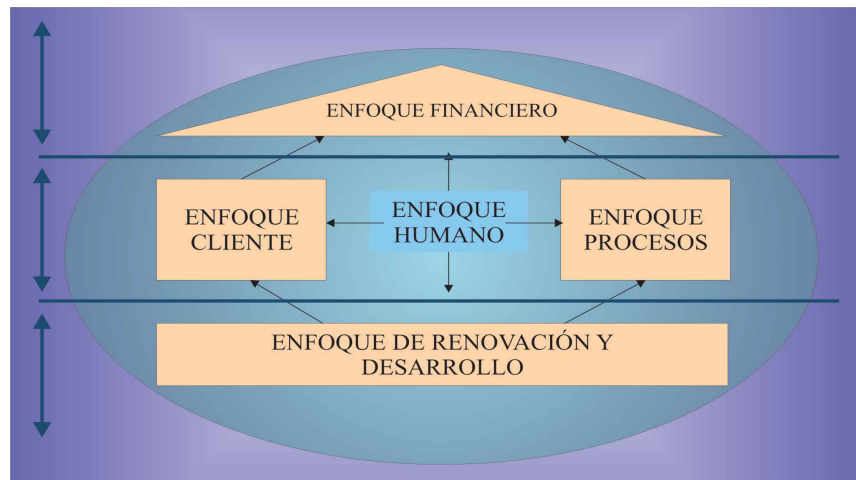 ENFOQUE FINANCIERO
ENFOQUE
CLIENTE
ENFOQUE
HUMANO
ENFOQUE
PROCESOS
ENFOQUE DE RENOVACIÓN Y
DESARROLLO